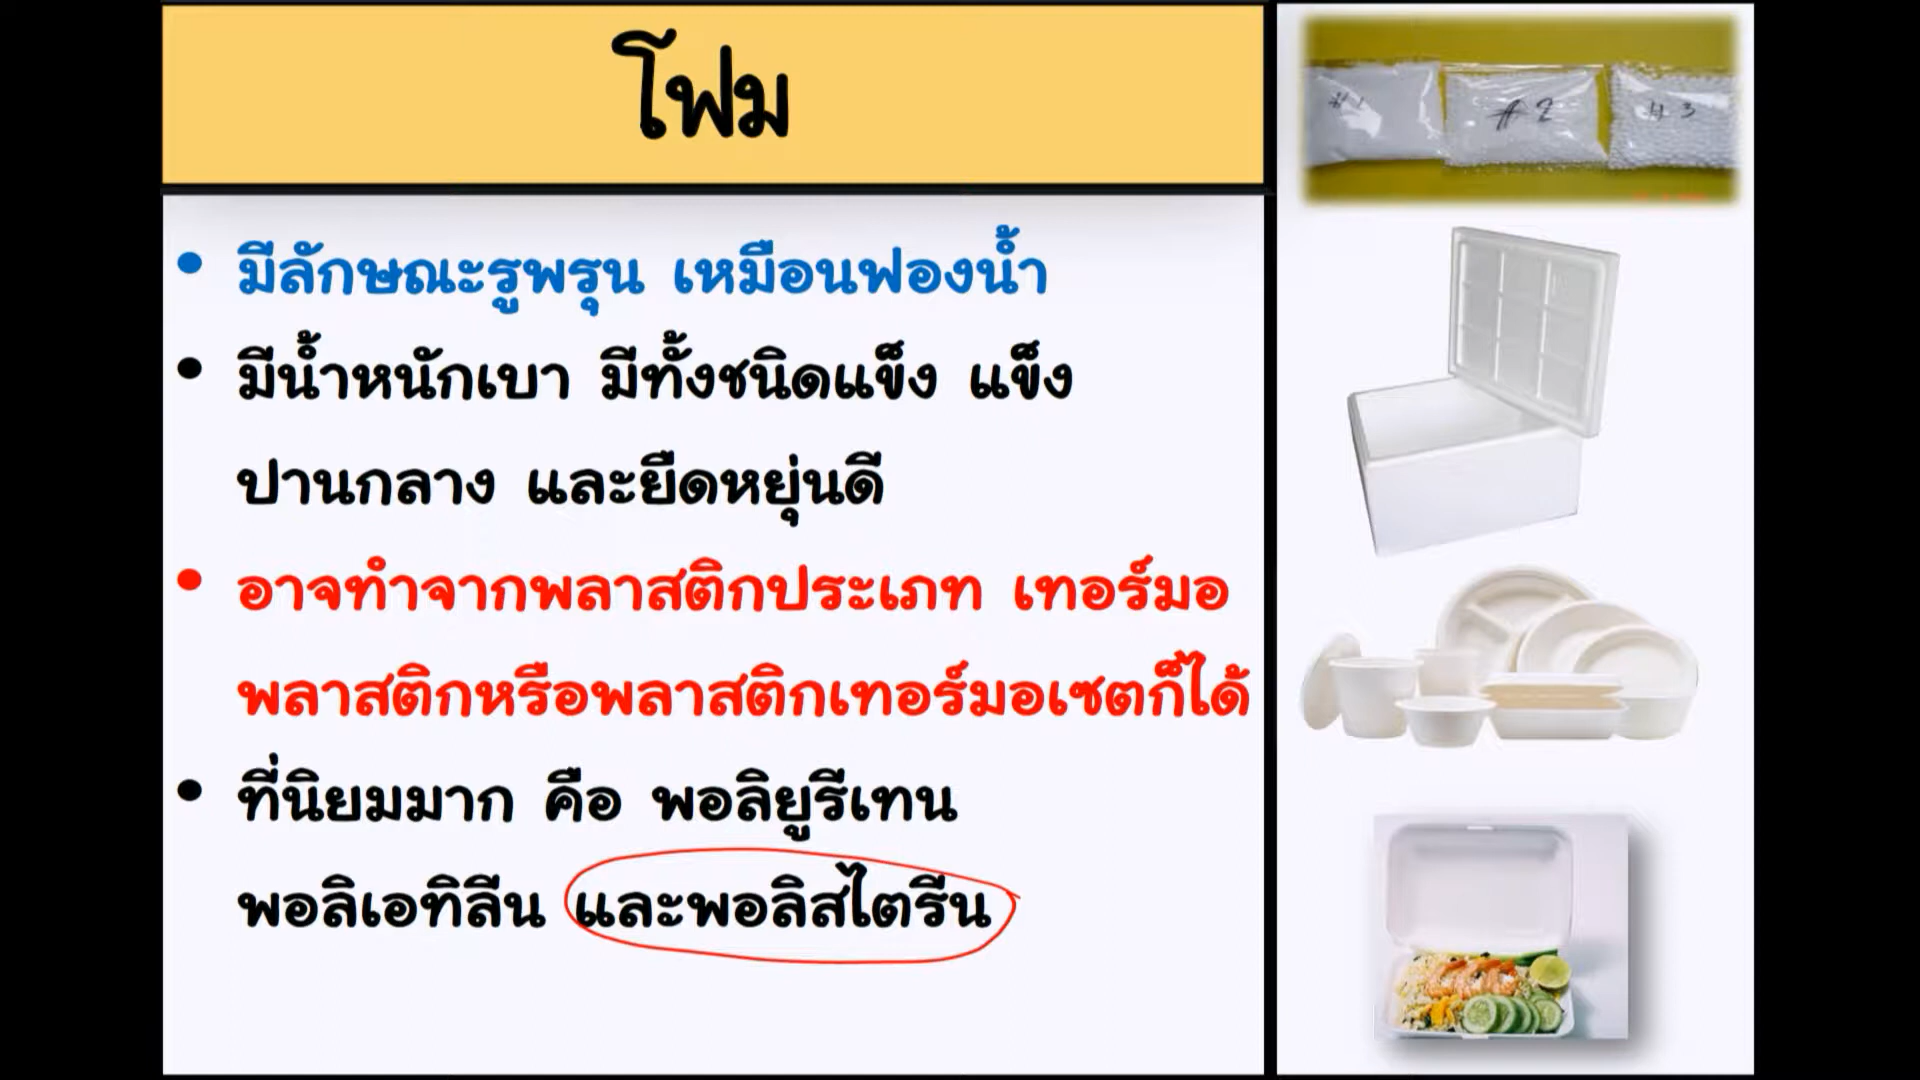 โฟม
• มีลักษณะรูพรุน เหมือนฟองน้ำ
• มีน้ำหนักเบา มีทั้งชนิดแข็ง แข็ง
ปานกลาง และยืดหยุ่นดี
• อาจทำจากพลาสติกประเภท เทอร์มอ
พลาสติกหรือพลาสติกเทอร์มอเซตก็ได้
• ที่นิยมมาก คือ พอลิยูรีเทน
พอลิเอทิลีน และพอลิสไตรีน
#1
#2
#3